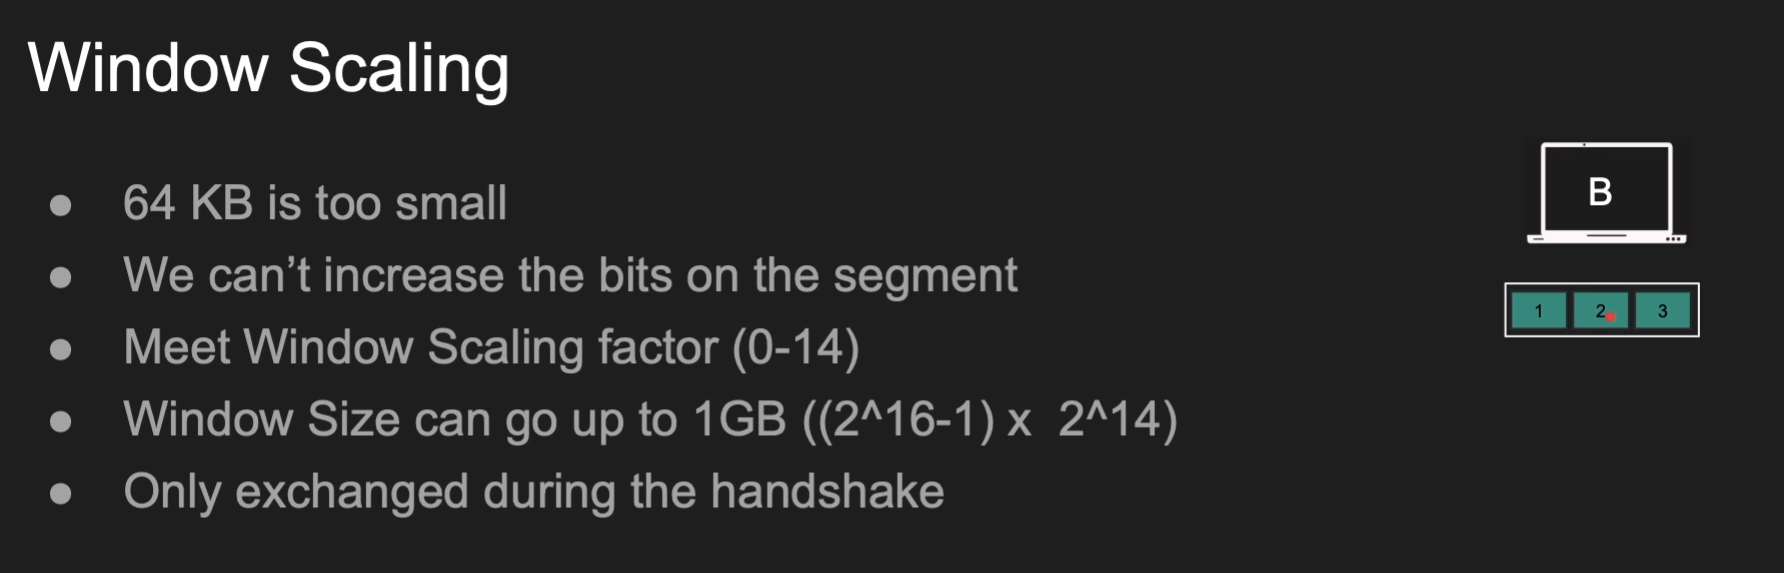 Window Scaling
● 64 KB is too small
● We can’t increase the bits on the segment
● Meet Window Scaling factor (0-14)
● Window Size can go up to 1GB ((2^16-1) x  2^14)
● Only exchanged during the handshake
B
1 2 3